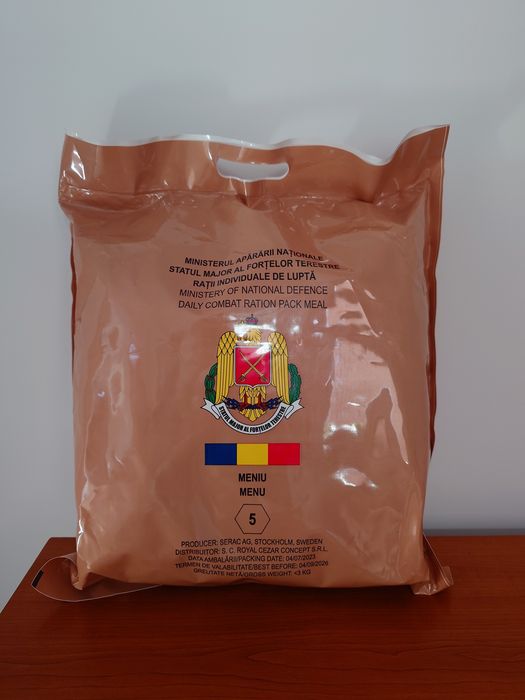 MINISTERUL APĂRĂRII NAȚIONALE
STATUL MAJOR AL FORȚELOR TERESTRE
RAȚII INDIVIDUALE DE LUPTĂ
MINISTRY OF NATIONAL DEFENCE
DAILY COMBAT RATION PACK MEAL
STATUL MAJOR AL FORȚELOR TERESTRE
MENIU
MENU
5
PRODUCER: SERAC AG, STOCKHOLM, SWEDEN
DISTRIBUITOR: S. C. ROYAL CEZAR CONCEPT S.R.L.
DATA AMBALĂRII/PACKING DATE: 04/07/2023
TERMEN DE VALABILITATE/BEST BEFORE: 04/09/2026
GREUTATE NETĂ/GROSS WEIGHT: <3 KG